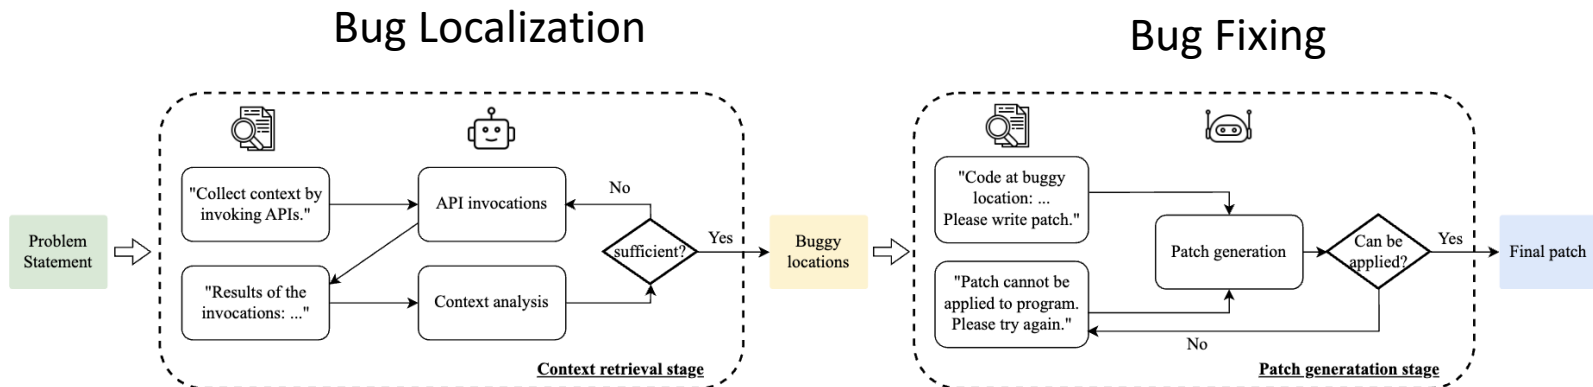 Bug Localization
Bug Fixing
Problem
Statement
"Collect context by
invoking APIs."
API invocations
No
"Results of the
invocations: ..."
Context analysis
sufficient?
Yes
Context retrieval stage
Buggy
locations
"Code at buggy
location: ...
Please write patch."
"Patch cannot be
applied to program.
Please try again."
Patch generation
Can be
applied?
Yes
No
Patch generatation stage
Final patch